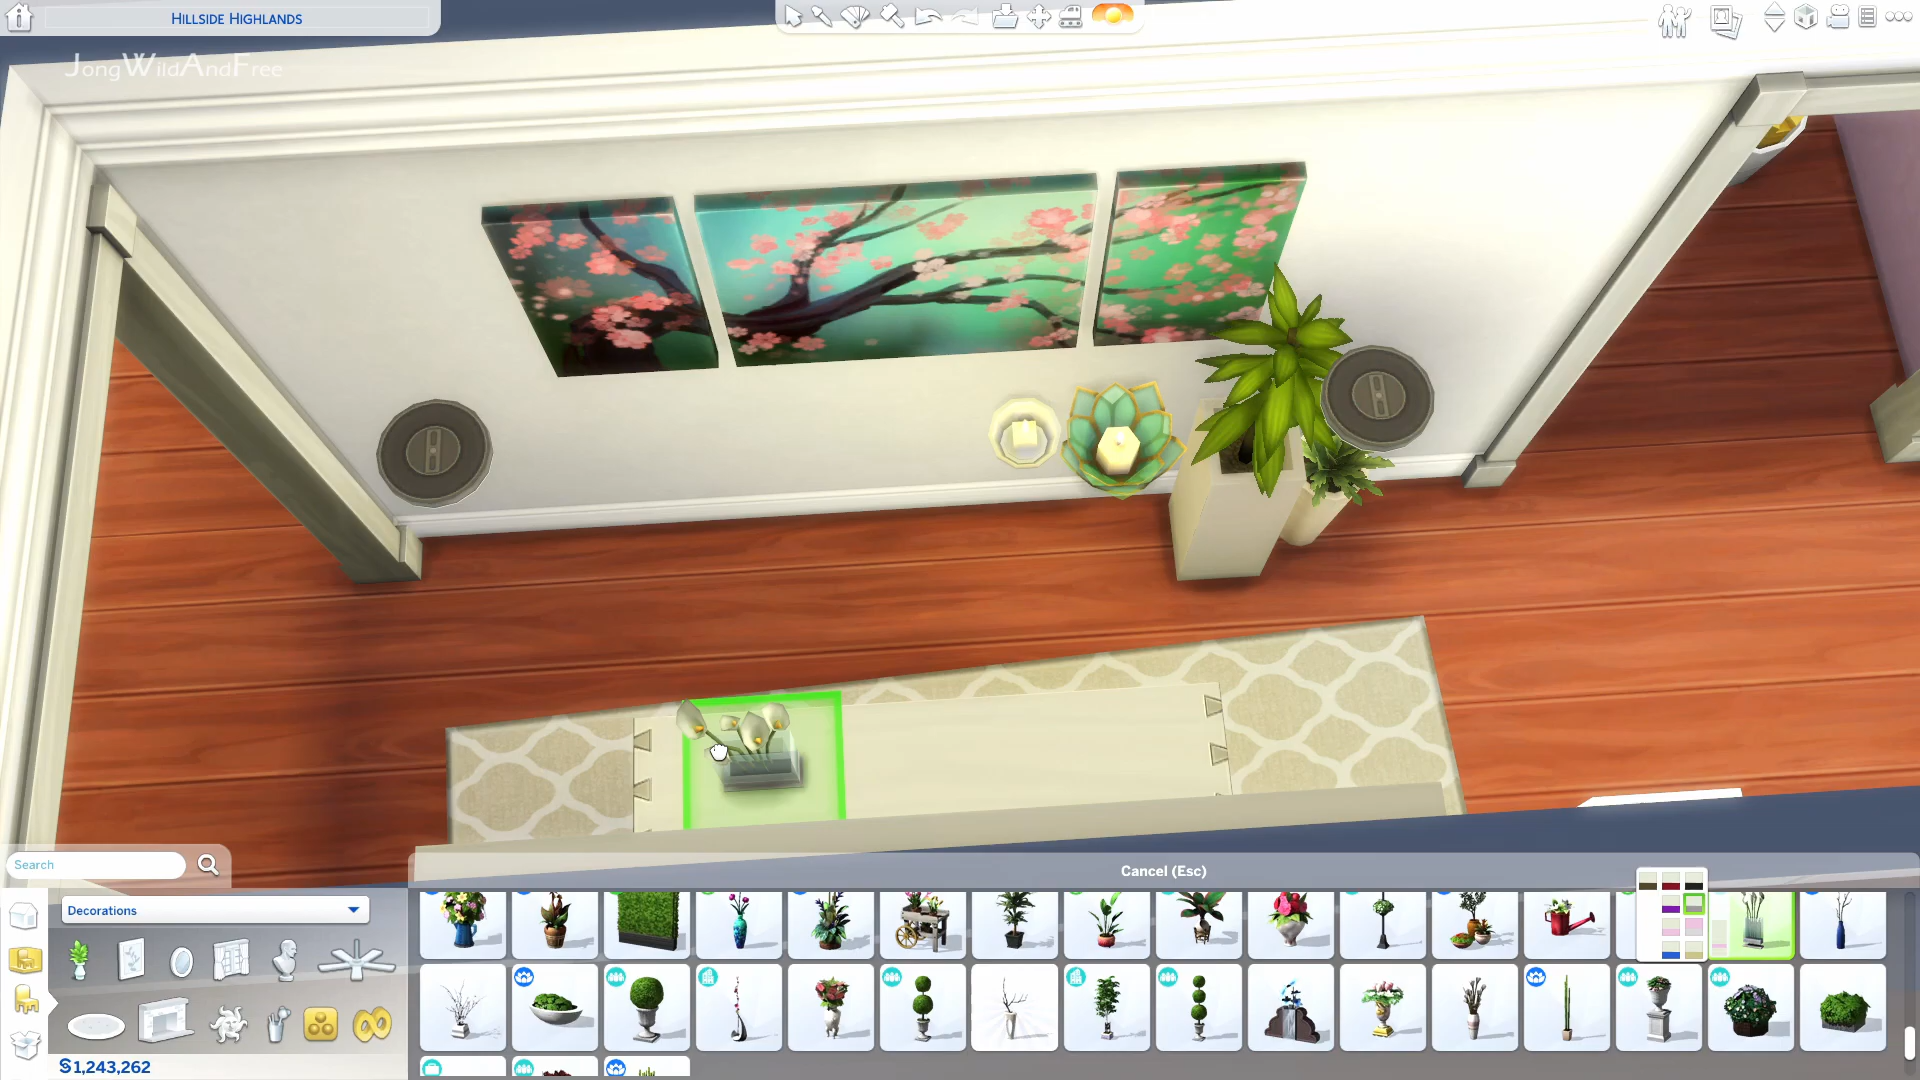 Hillside Highlands
JongWildAndFree
Search
Cancel (Esc)
Decorations
§1,243,262